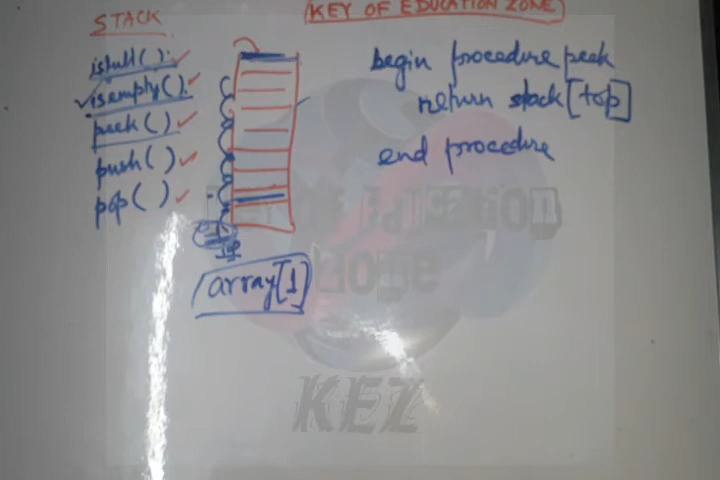 KEY OF EDUCATION ZONE
STACK
isfull().
isempty().
peek()
push()
pop()
begin procedure peek
return stack[top]
end procedure
array[1]
KEZ